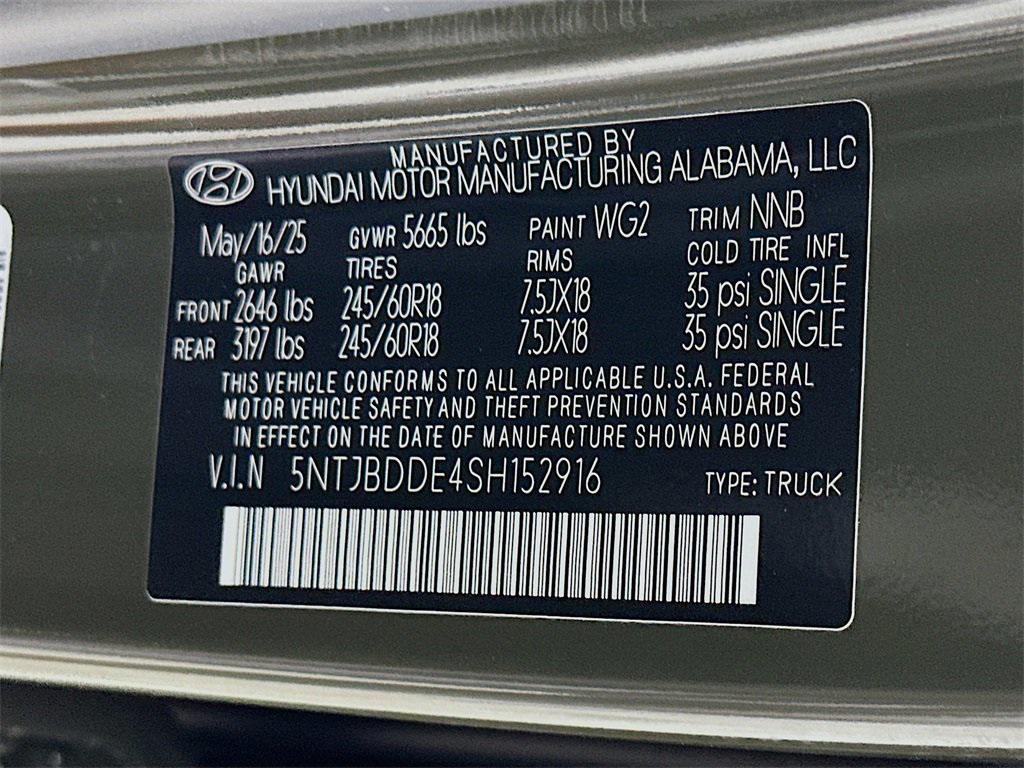 MANUFACTURED BY
HYUNDAI MOTOR MANUFACTURING ALABAMA, LLC
May/16/25 GVWR 5665 lbs PAINT WG2 TRIM NNB
GAWR TIRES RIMS COLD TIRE INFL
FRONT 2646 lbs 245/60R18 7.5JX18 35 psi SINGLE
REAR 3197 lbs 245/60R18 7.5JX18 35 psi SINGLE
THIS VEHICLE CONFORMS TO ALL APPLICABLE U.S.A. FEDERAL
MOTOR VEHICLE SAFETY AND THEFT PREVENTION STANDARDS
IN EFFECT ON THE DATE OF MANUFACTURE SHOWN ABOVE
V.I.N 5NTJBDDE4SH152916 TYPE: TRUCK